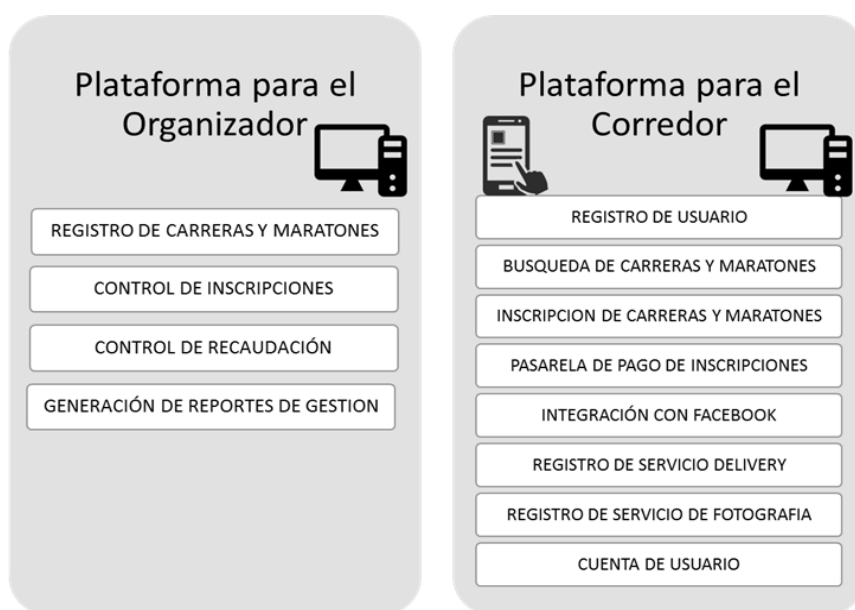 Plataforma para el
Organizador
REGISTRO DE CARRERAS Y MARATONES
CONTROL DE INSCRIPCIONES
CONTROL DE RECAUDACIÓN
GENERACIÓN DE REPORTES DE GESTION
Plataforma para el
Corredor
REGISTRO DE USUARIO
BUSQUEDA DE CARRERAS Y MARATONES
INSCRIPCION DE CARRERAS Y MARATONES
PASARELA DE PAGO DE INSCRIPCIONES
INTEGRACIÓN CON FACEBOOK
REGISTRO DE SERVICIO DELIVERY
REGISTRO DE SERVICIO DE FOTOGRAFIA
CUENTA DE USUARIO